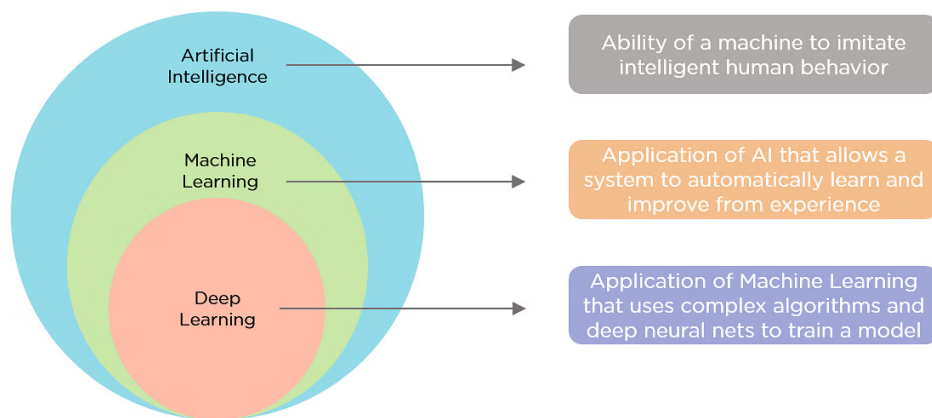 Artificial
Intelligence
Ability of a machine to imitate
intelligent human behavior
Machine
Learning
Application of AI that allows a
system to automatically learn and
improve from experience
Deep
Learning
Application of Machine Learning
that uses complex algorithms and
deep neural nets to train a model